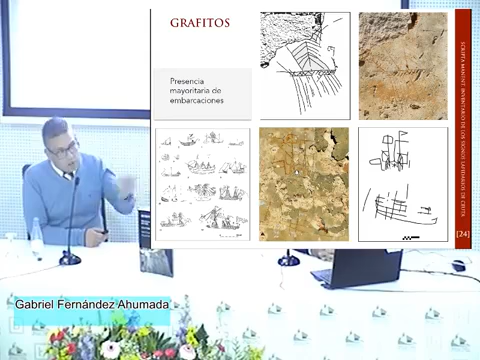 GRAFITOS
Presencia
mayoritaria de
embarcaciones
[24]
Gabriel Fernández Ahumada